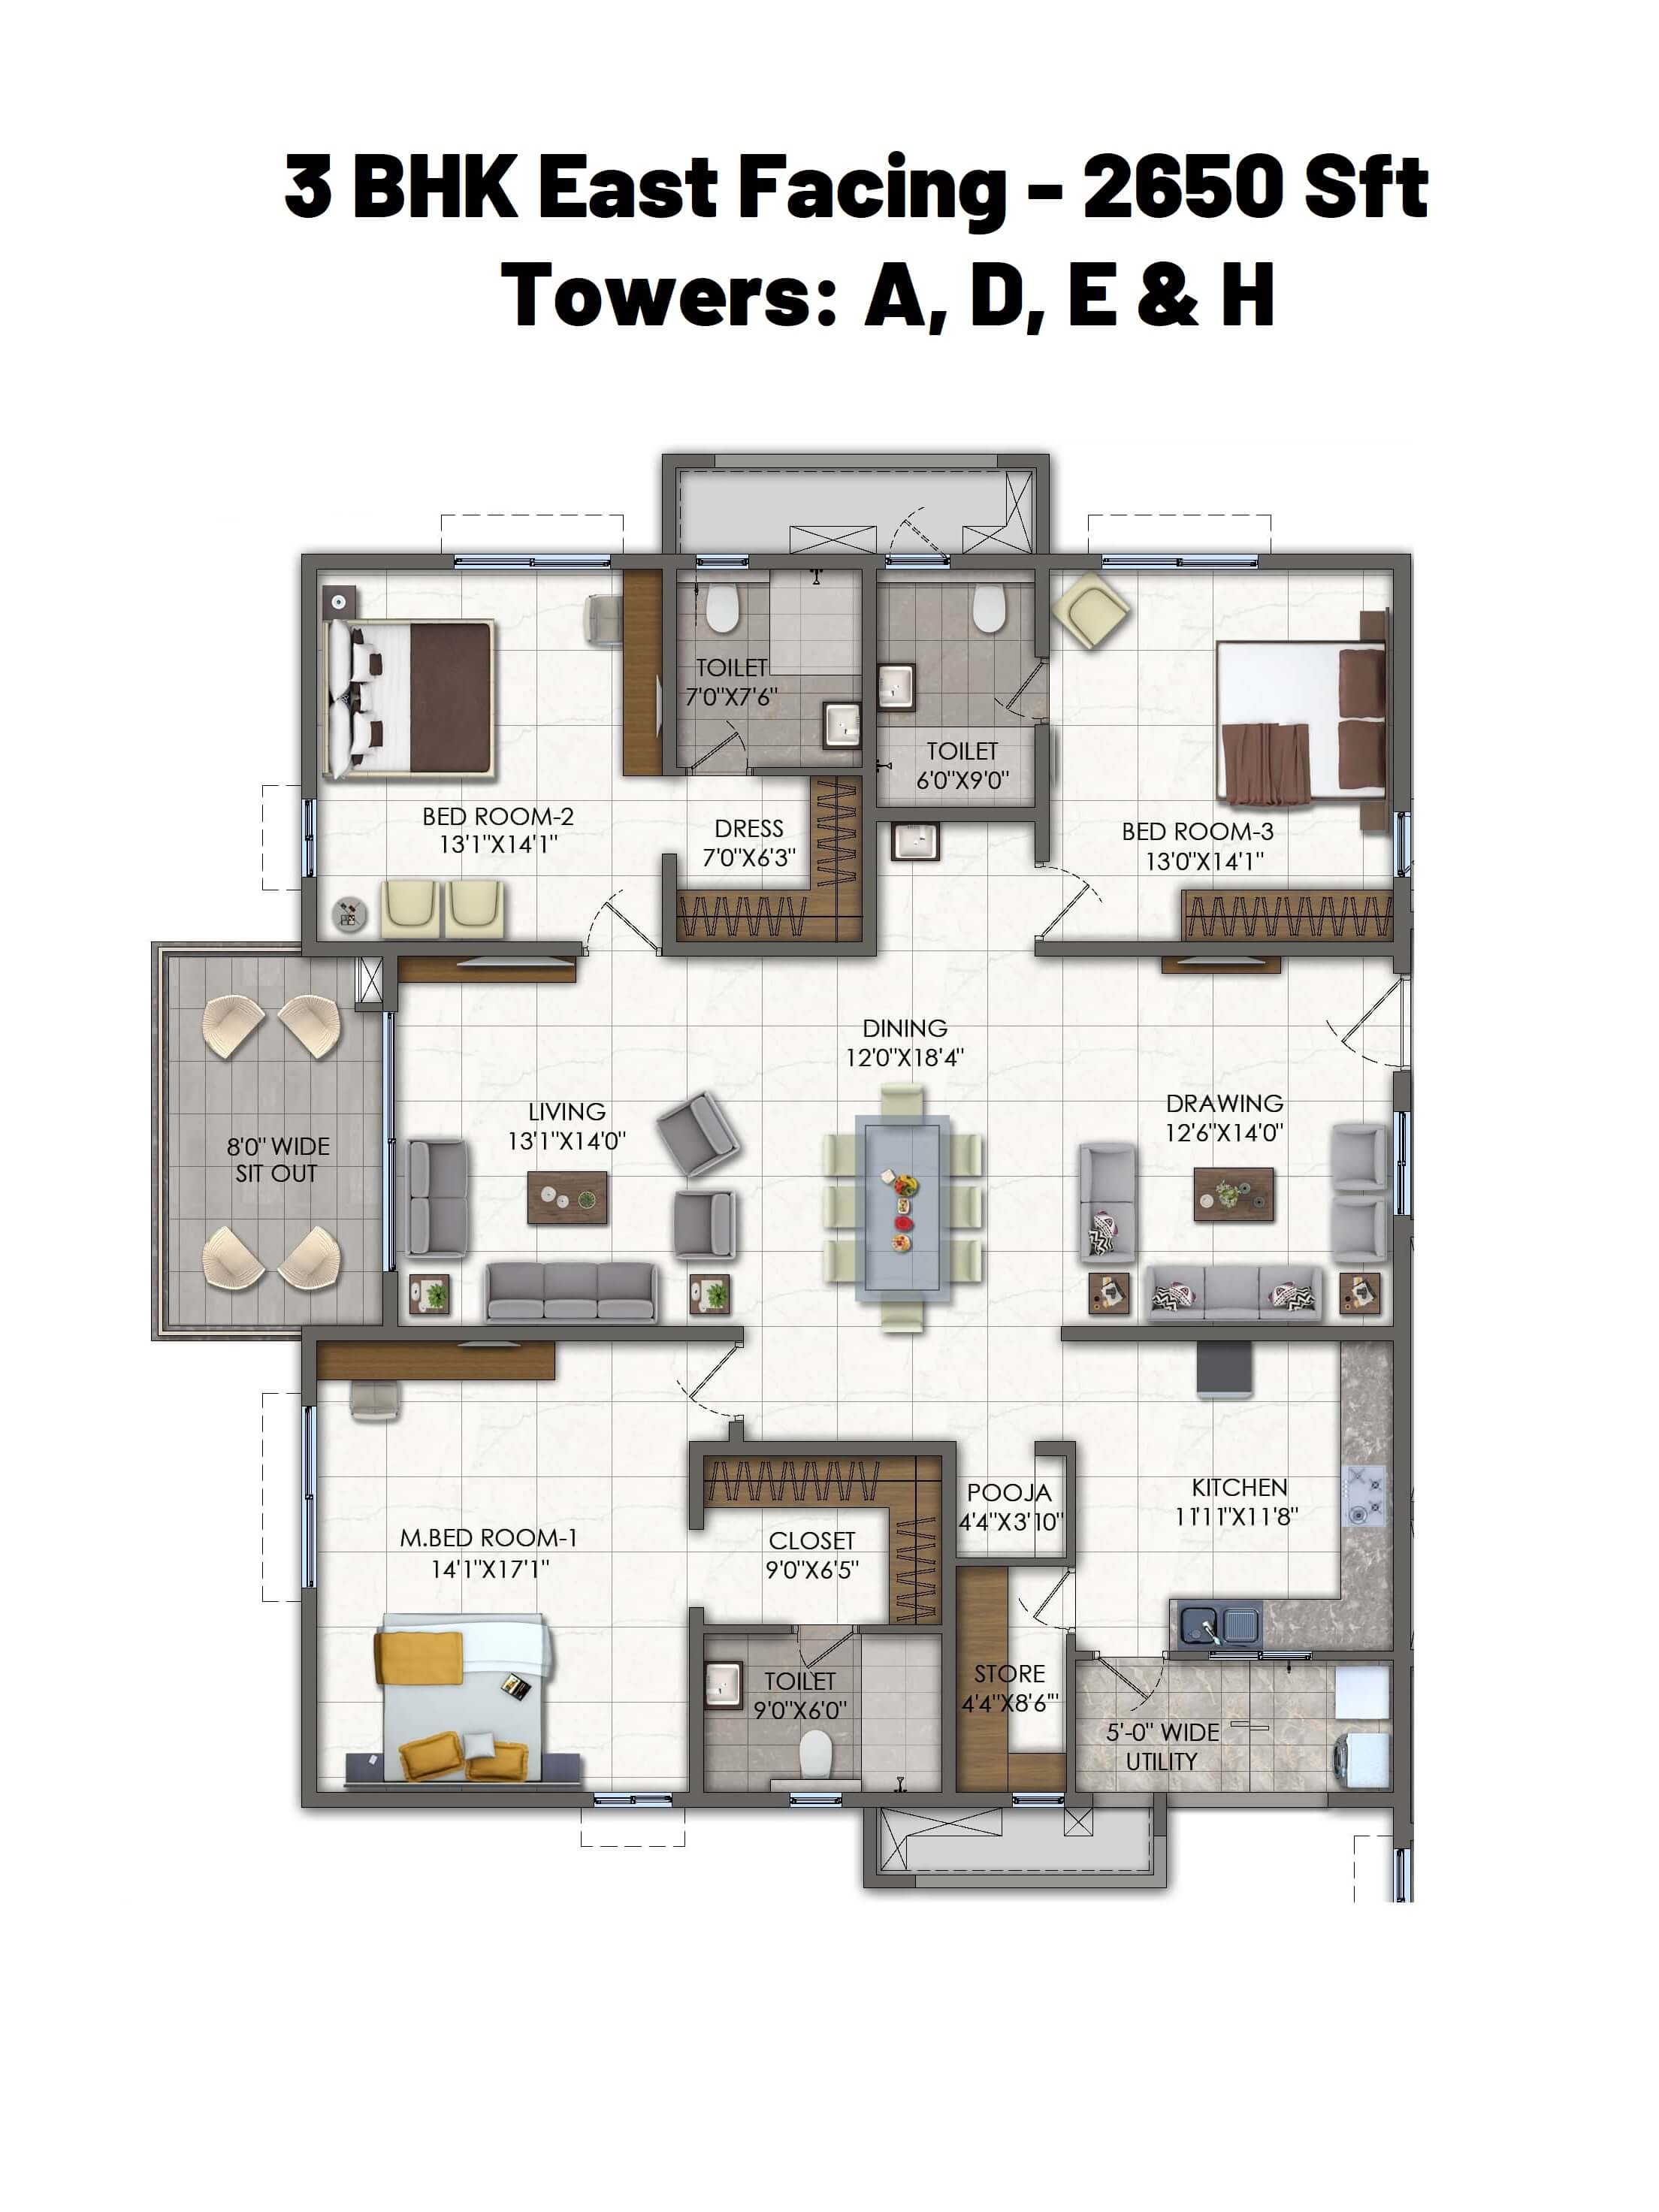 3 BHK East Facing – 2650 Sft
Towers: A, D, E & H
TOILET
7'0"X7'6"
TOILET
6'0"X9'0"
BED ROOM-2
13'1"X14'1"
DRESS
7'0"X6'3"
BED ROOM-3
13'0"X14'1"
DINING
12'0"X18'4"
LIVING
13'1"X14'0"
DRAWING
12'6"X14'0"
8'0" WIDE
SIT OUT
POOJA
4'4"X3'10"
KITCHEN
11'11"X11'8"
M.BED ROOM-1
14'1"X17'1"
CLOSET
9'0"X6'5"
TOILET
9'0"X6'0"
STORE
4'4"X8'6'"
5'-0" WIDE
UTILITY